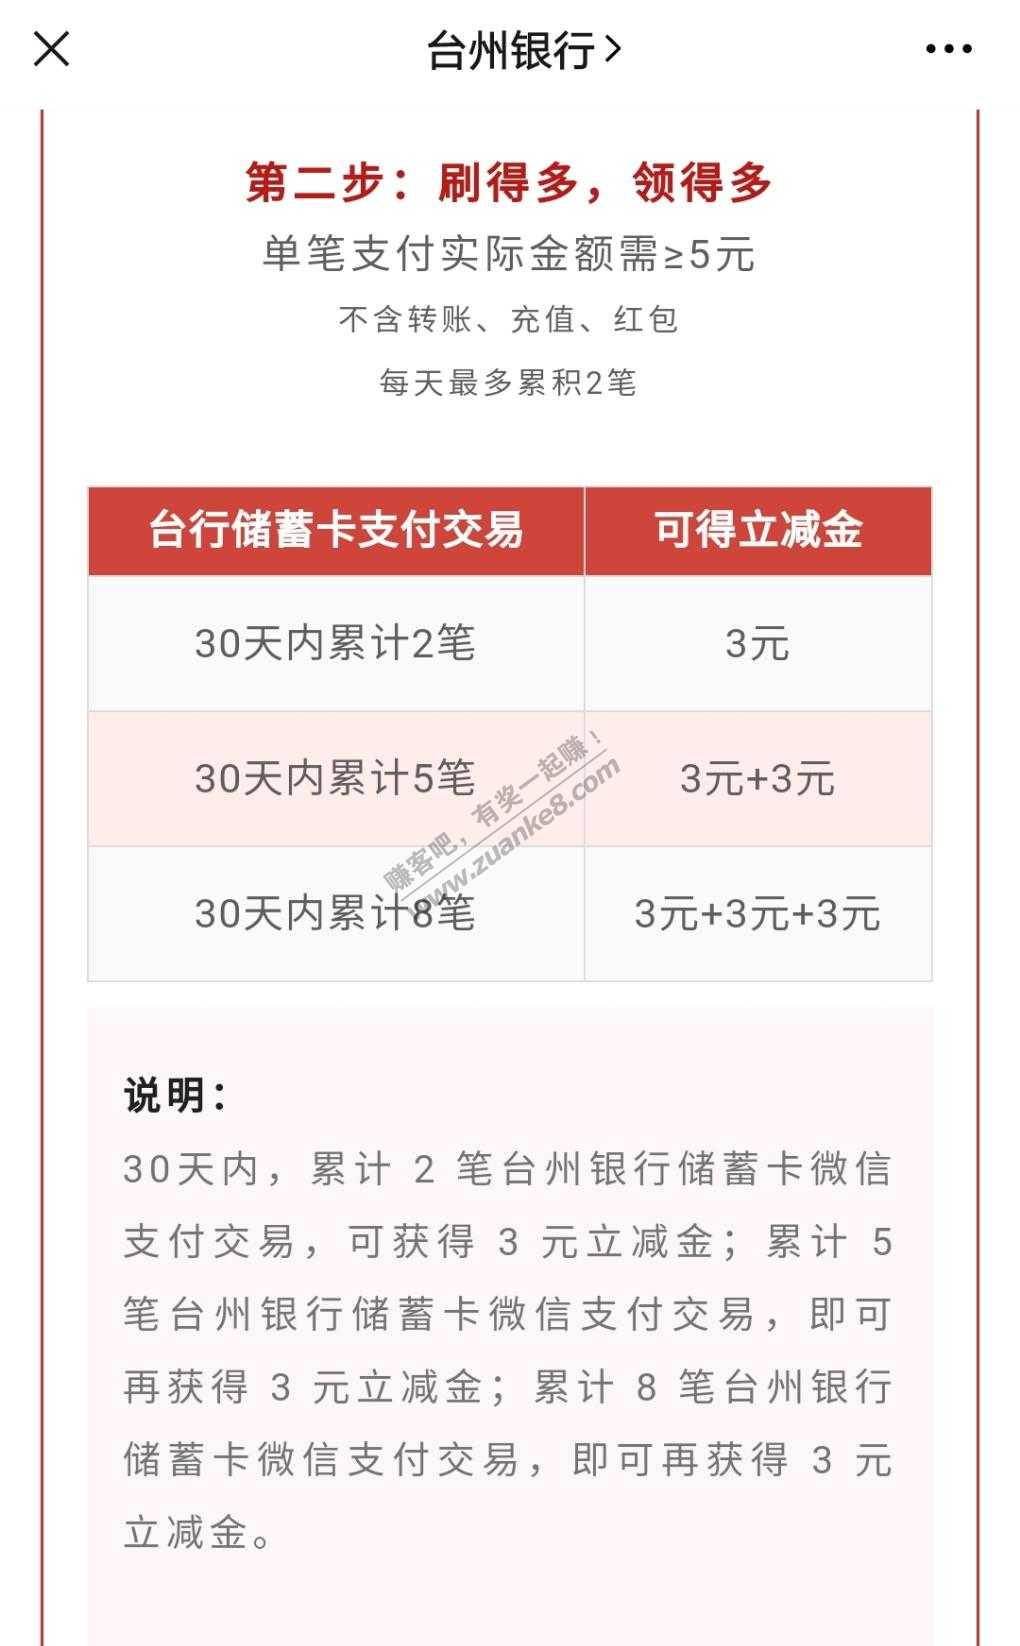 台州银行
第二步：刷得多，领得多
单笔支付实际金额需≥5元
不含转账、充值、红包
每天最多累积2笔
台行储蓄卡支付交易 可得立减金
30天内累计2笔 3元
30天内累计5笔 3元+3元
30天内累计8笔 3元+3元+3元
赚客吧，有奖一起赚！
www.zuanke8.com
说明：
30天内，累计 2 笔台州银行储蓄卡微信
支付交易，可获得 3 元立减金；累计 5
笔台州银行储蓄卡微信支付交易，即可
再获得 3 元立减金；累计 8 笔台州银行
储蓄卡微信支付交易，即可再获得 3 元
立减金。